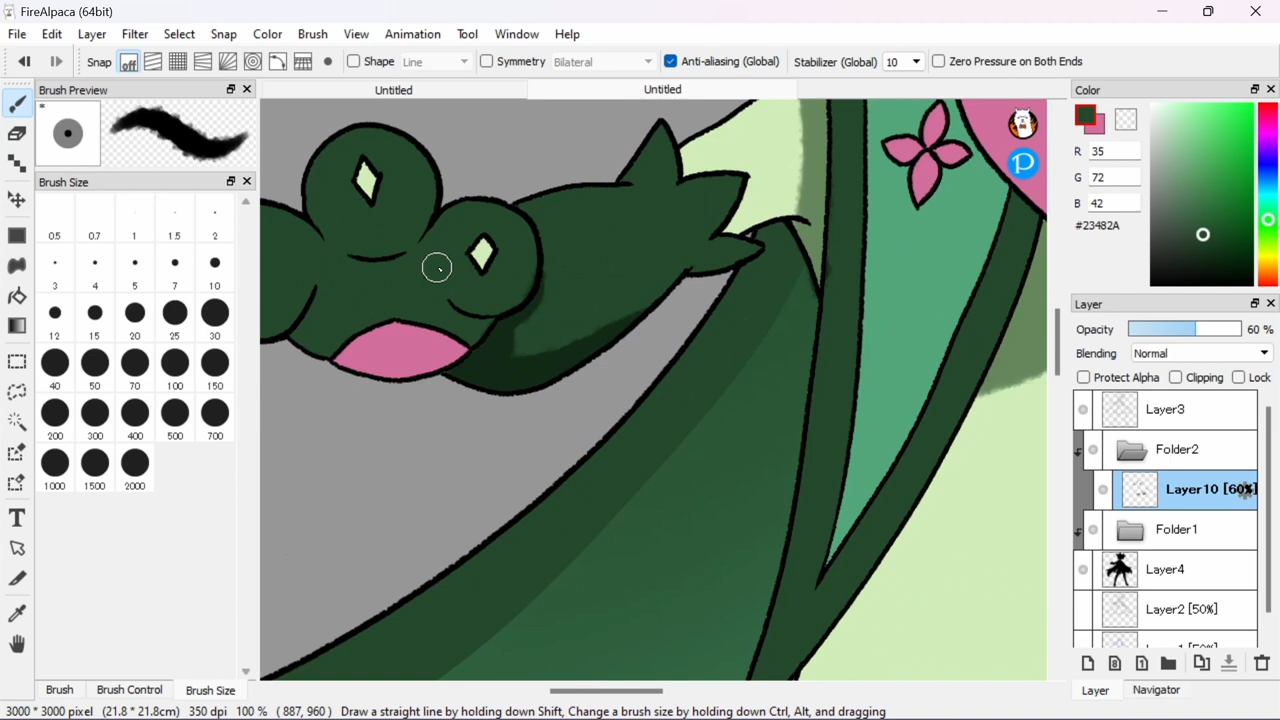 FireAlpaca (64bit)
File Edit Layer Filter Select Snap Color Brush View Animation Tool Window Help
Snap off Shape Line Symmetry Bilateral Anti-aliasing (Global) Stabilizer (Global) 10 Zero Pressure on Both Ends
Brush Preview
Untitled Untitled
Color
*
R 35
G 72
B 42
#23482A
P
Brush Size
0.5 0.7 1 1.5 2
3 4 5 7 10
12 15 20 25 30
40 50 70 100 150
200 300 400 500 700
1000 1500 2000
Layer
Opacity 60 %
Blending Normal
Protect Alpha Clipping Lock
Layer3
Folder2
Layer10 [60%]
Folder1
Layer4
Layer2 [50%]
T
8 1
Brush Brush Control Brush Size
Layer Navigator
3000 * 3000 pixel (21.8 * 21.8cm) 350 dpi 100 % ( 887, 960 ) Draw a straight line by holding down Shift, Change a brush size by holding down Ctrl, Alt, and dragging